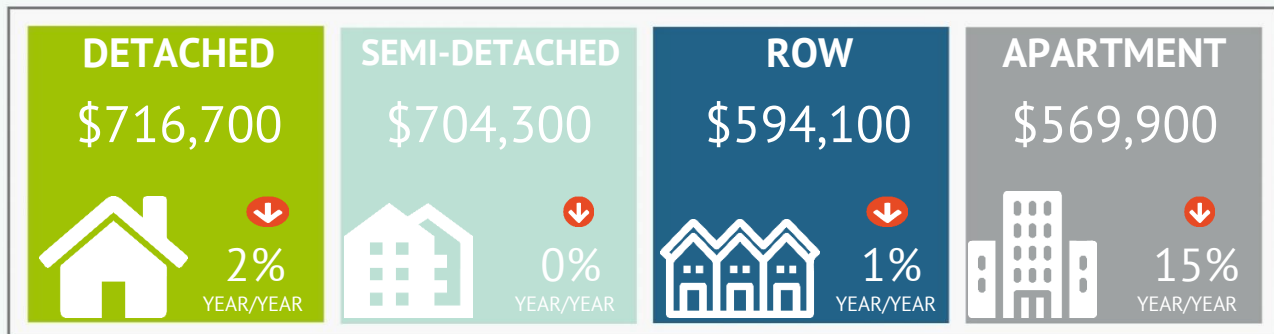 DETACHED
$716,700
2%
YEAR/YEAR
SEMI-DETACHED
$704,300
0%
YEAR/YEAR
ROW
$594,100
1%
YEAR/YEAR
APARTMENT
$569,900
15%
YEAR/YEAR